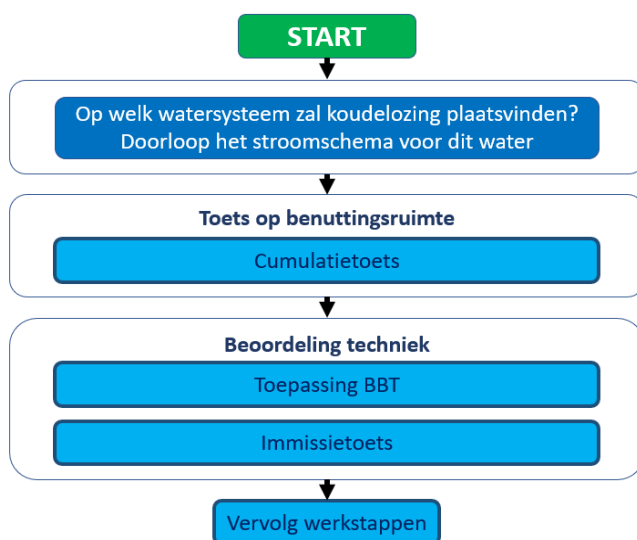 START
Op welk watersysteem zal koudelozing plaatsvinden?
Doorloop het stroomschema voor dit water
Toets op benuttingsruimte
Cumulatietoets
Beoordeling techniek
Toepassing BBT
Immissietoets
Vervolg werkstappen